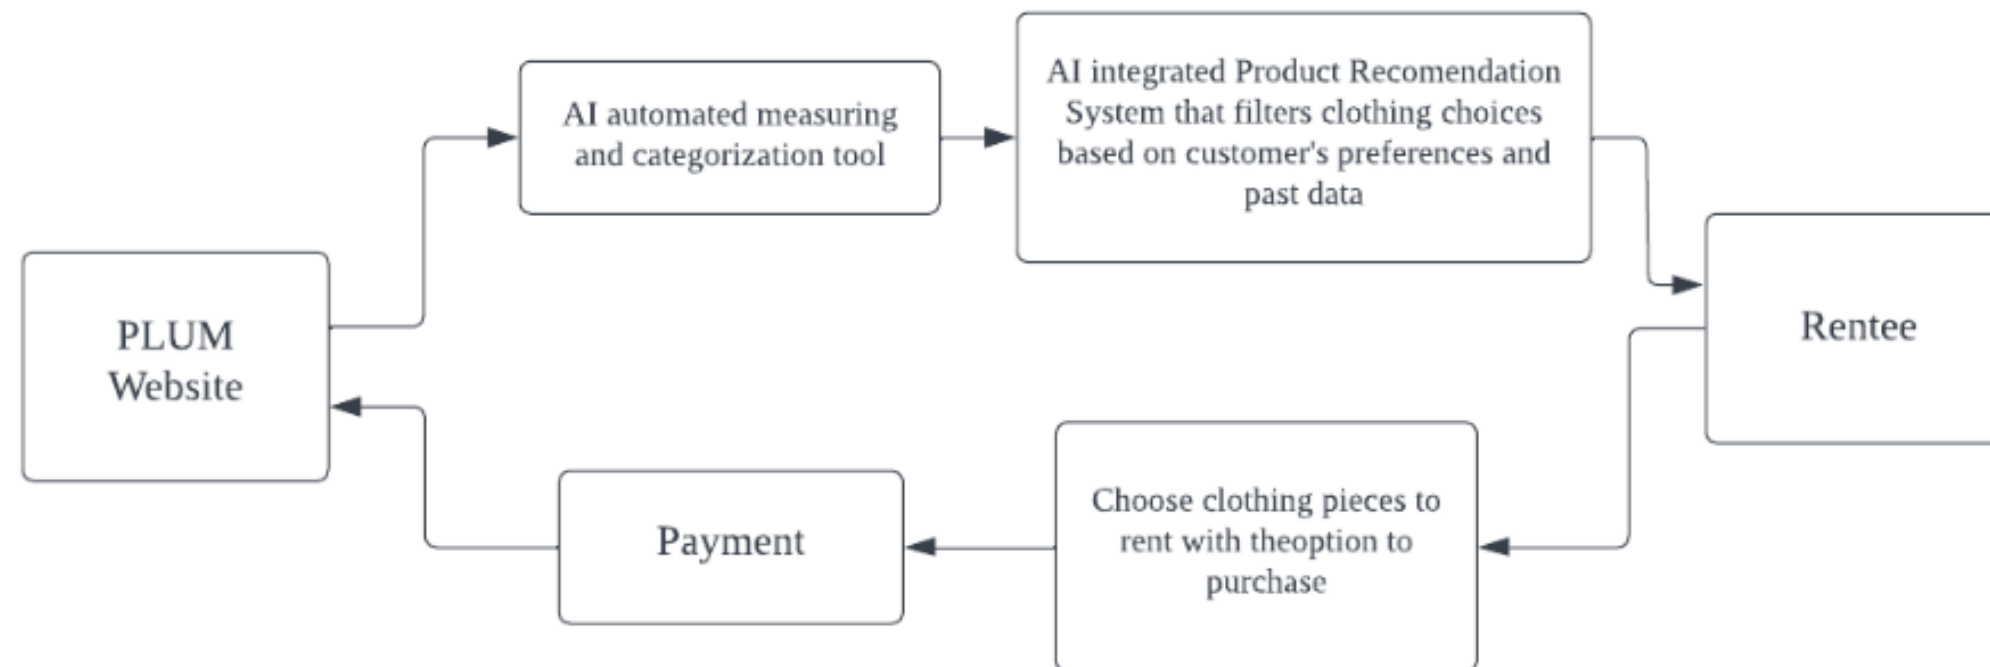 AI automated measuring
and categorization tool
AI integrated Product Recomendation
System that filters clothing choices
based on customer's preferences and
past data
PLUM
Website
Rentee
Payment
Choose clothing pieces to
rent with theoption to
purchase